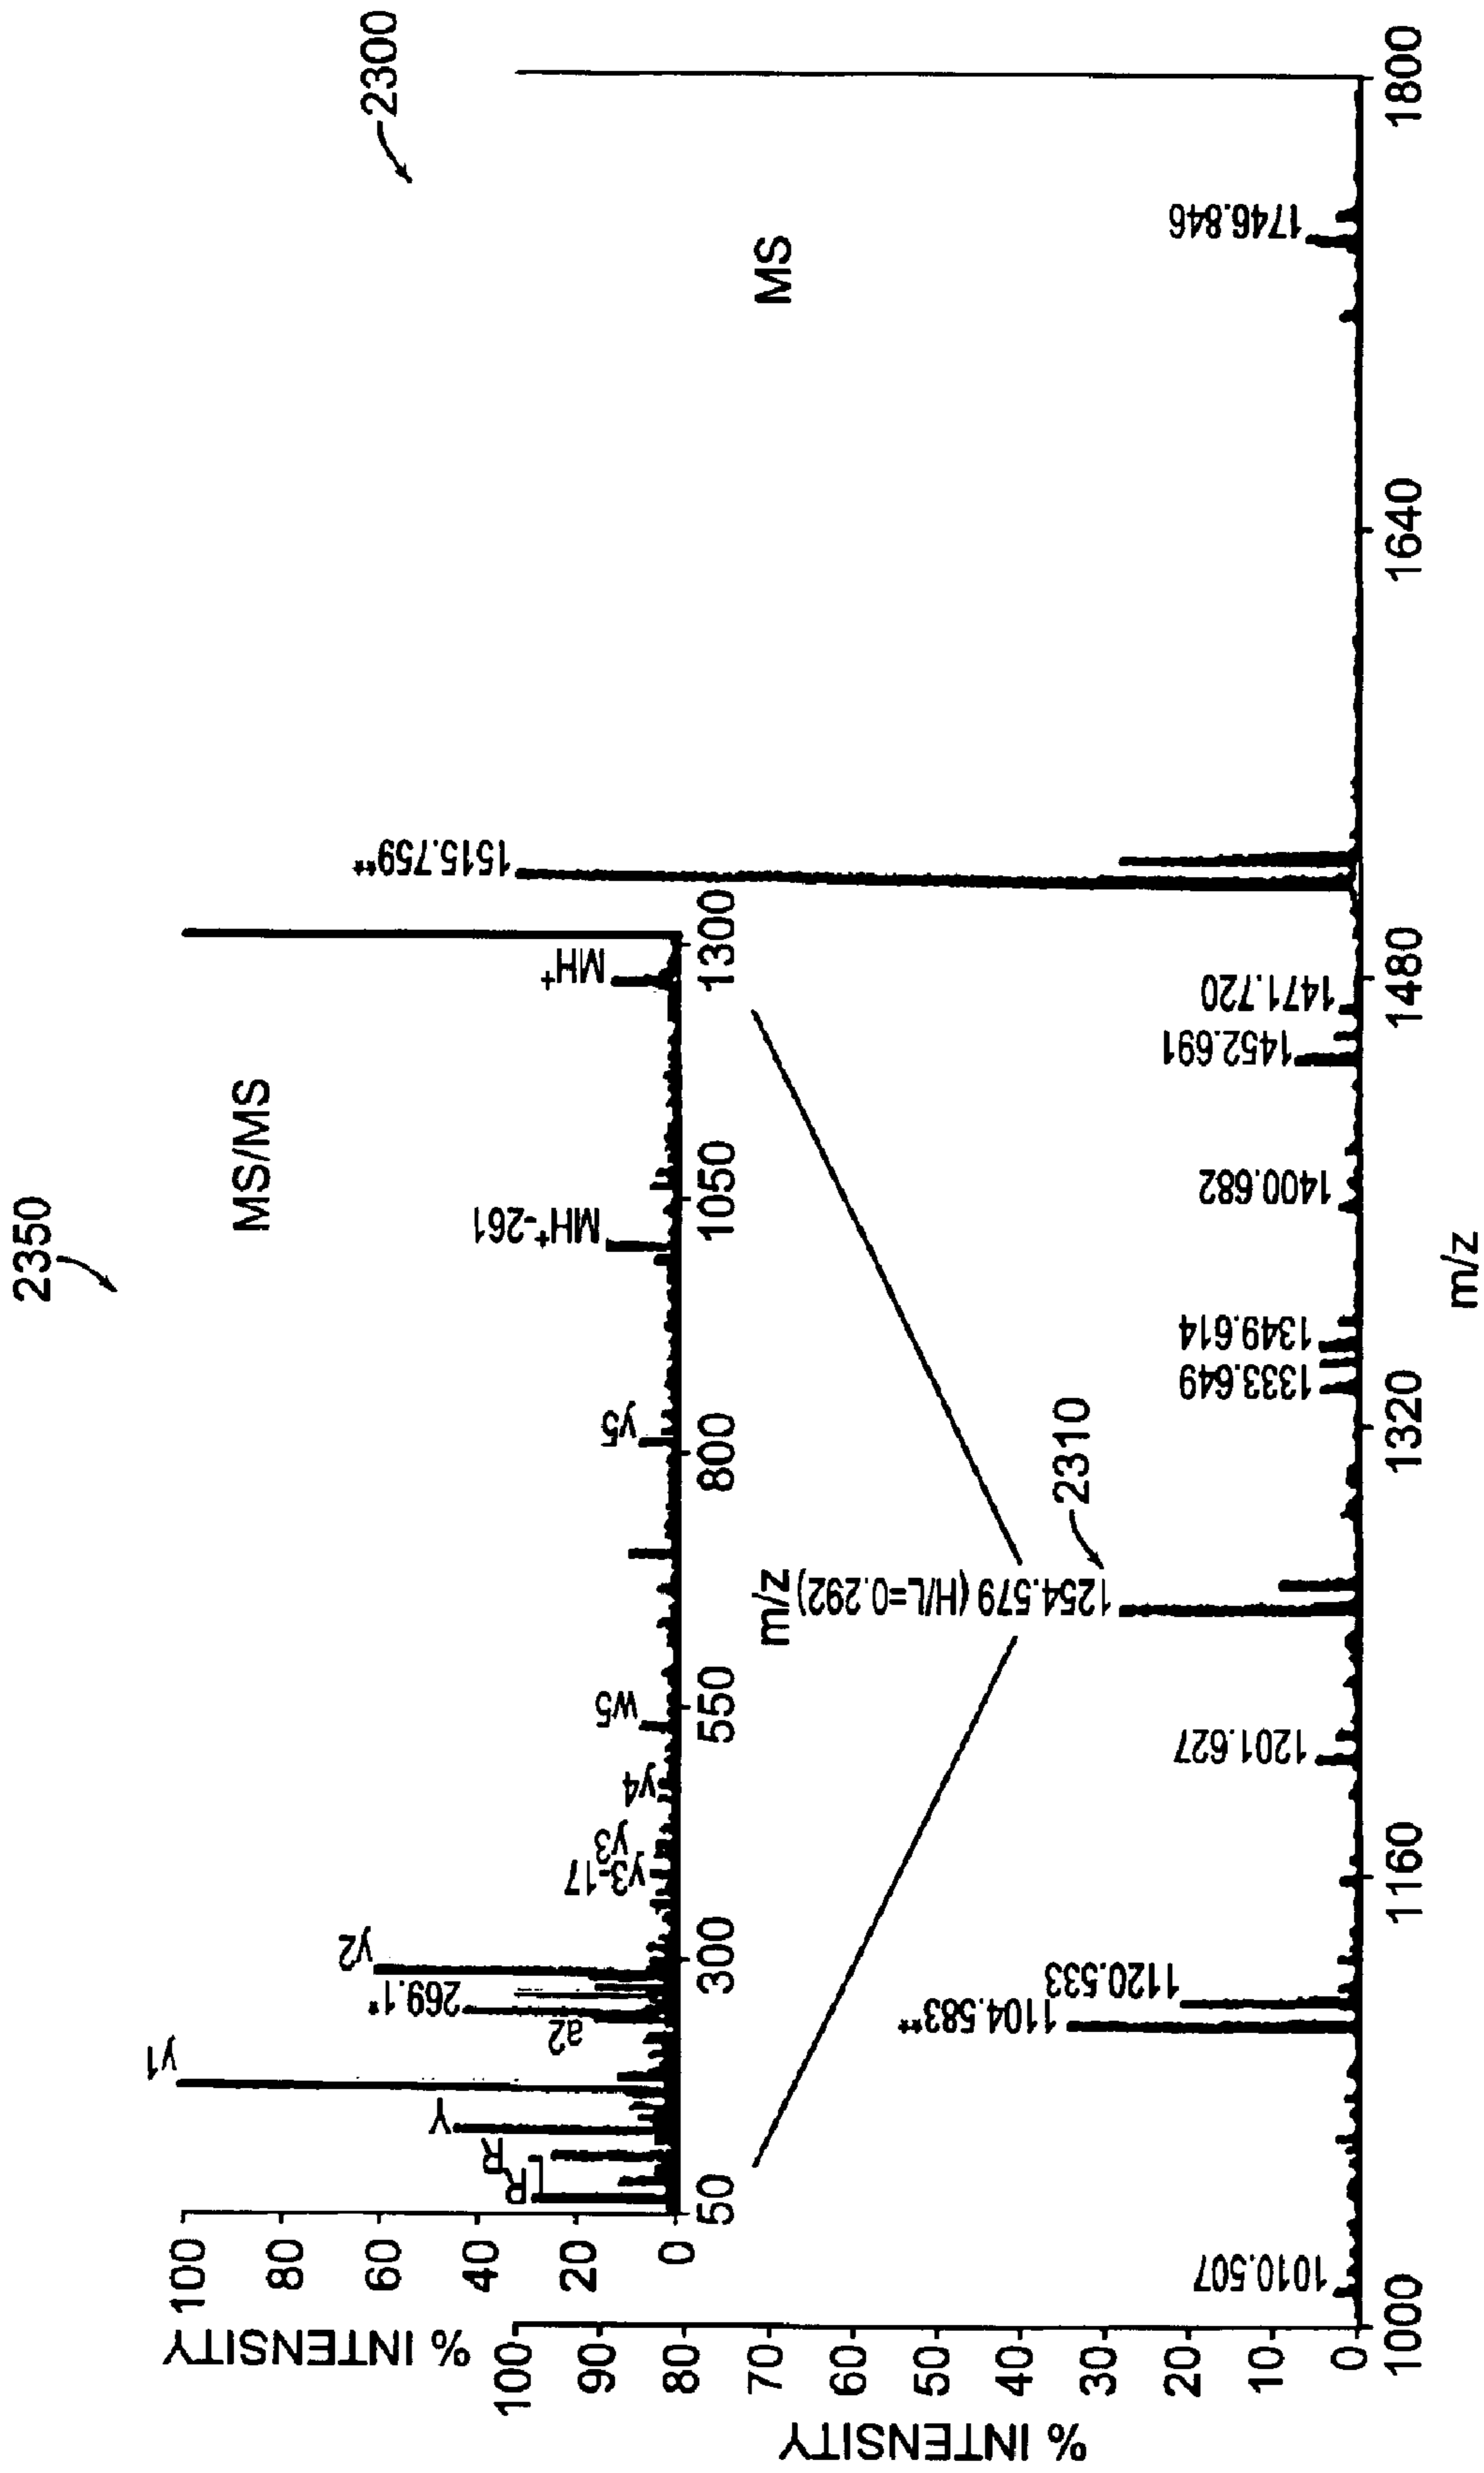 2350
2300
MS/MS
% INTENSITY
100
80
60
40
20
0
R
R
Y
y1
a2
269.1*
y2
y3-17
y3
y4
w5
y5
MH+-261
MH+
50
300
550
800
1050
1300
m/z
MS
% INTENSITY
100
90
80
70
60
50
40
30
20
10
0
1010.507
1104.583**
1120.533
1201.627
1254.579 (H/L=0.292)
2310
1333.649
1349.614
1400.682
1452.691
1471.720
1515.759**
1746.846
1000
1160
1320
1480
1640
1800
m/z